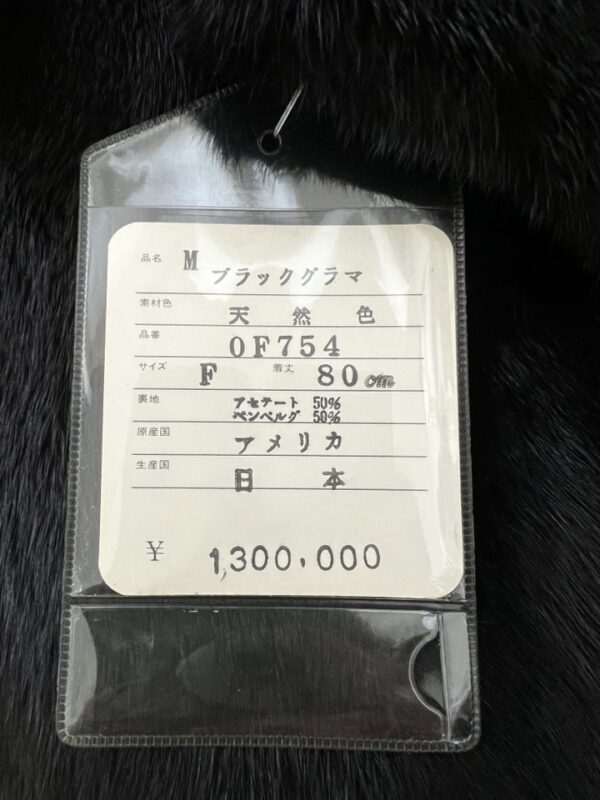 品名 M ブラックグラマ
素材色 天然色
品番 0F754
サイズ F 着丈 80cm
裏地 アセテート 50%
ベンベルグ 50%
原産国 アメリカ
生産国 日本
¥ 1,300,000